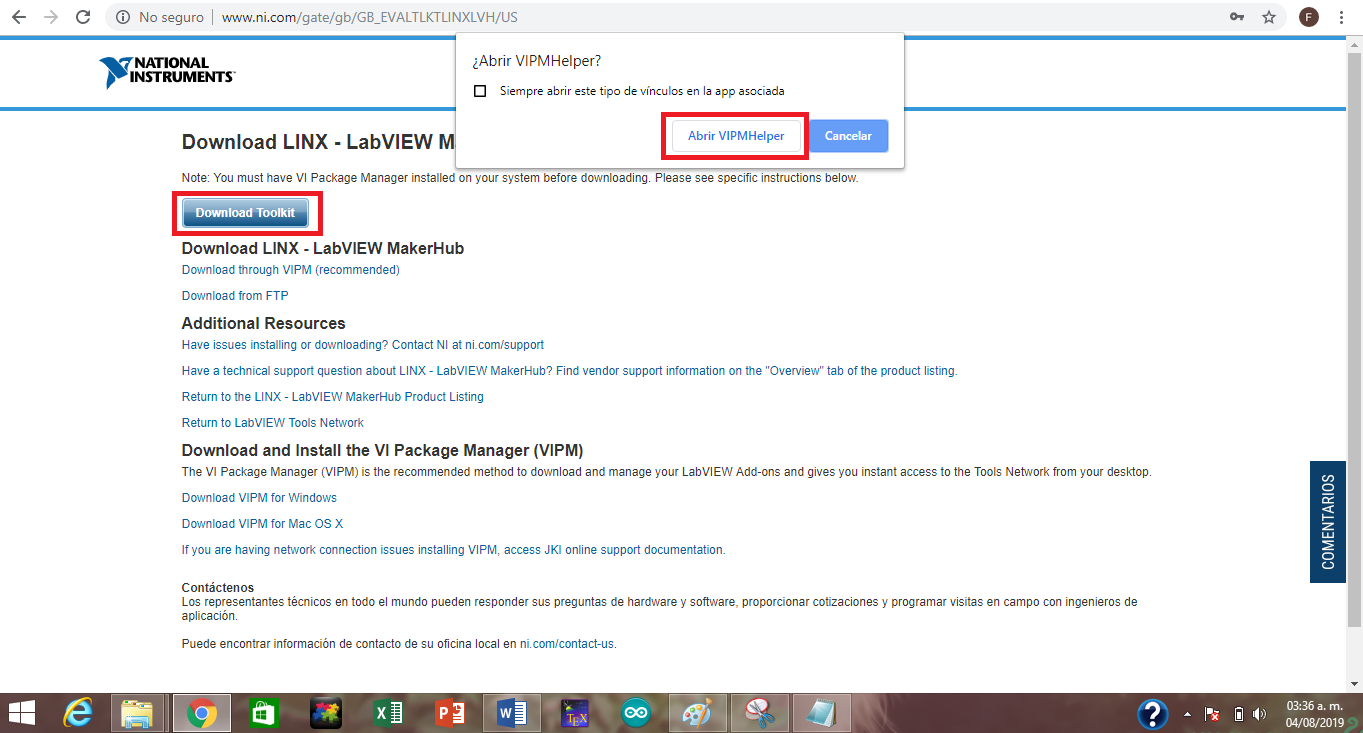 No seguro | www.ni.com/gate/gb/GB_EVALTLKTLINXLVH/US
F
NATIONAL
INSTRUMENTS
¿Abrir VIPMHelper?
Siempre abrir este tipo de vínculos en la app asociada
Abrir VIPMHelper
Cancelar
Download LINX - LabVIEW M
Note: You must have VI Package Manager installed on your system before downloading. Please see specific instructions below.
Download Toolkit
Download LINX - LabVIEW MakerHub
Download through VIPM (recommended)
Download from FTP
Additional Resources
Have issues installing or downloading? Contact NI at ni.com/support
Have a technical support question about LINX - LabVIEW MakerHub? Find vendor support information on the "Overview" tab of the product listing.
Return to the LINX - LabVIEW MakerHub Product Listing
Return to LabVIEW Tools Network
Download and Install the VI Package Manager (VIPM)
The VI Package Manager (VIPM) is the recommended method to download and manage your LabVIEW Add-ons and gives you instant access to the Tools Network from your desktop.
Download VIPM for Windows
Download VIPM for Mac OS X
If you are having network connection issues installing VIPM, access JKI online support documentation.
COMENTARIOS
Contáctenos
Los representantes técnicos en todo el mundo pueden responder sus preguntas de hardware y software, proporcionar cotizaciones y programar visitas en campo con ingenieros de
aplicación.
Puede encontrar información de contacto de su oficina local en ni.com/contact-us.
TEX
03:36 a. m.
04/08/2019